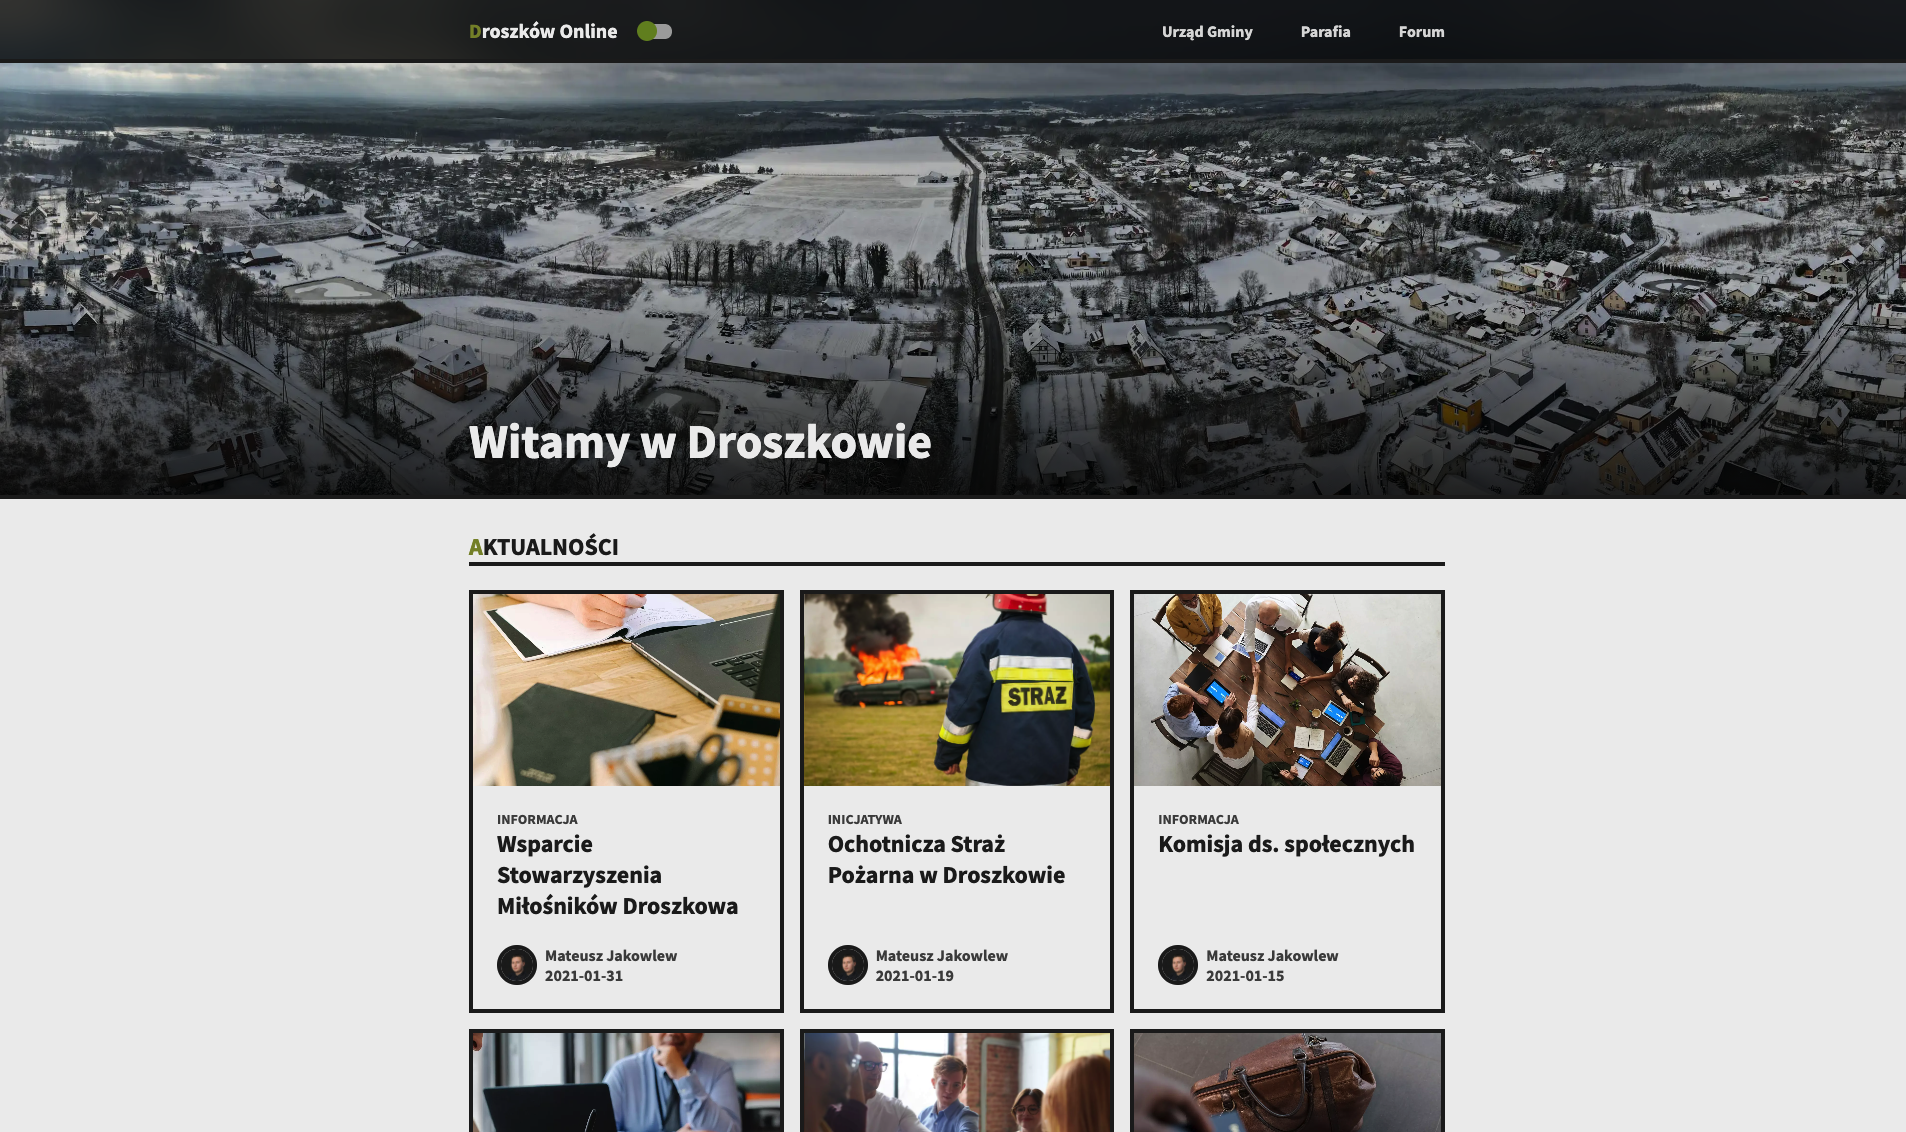 Droszków Online
Urząd Gminy
Parafia
Forum
Witamy w Droszkowie
AKTUALNOŚCI
STRAŻ
INFORMACJA
Wsparcie
Stowarzyszenia
Miłośników Droszkowa
Mateusz Jakowlew
2021-01-31
INICJATYWA
Ochotnicza Straż
Pożarna w Droszkowie
Mateusz Jakowlew
2021-01-19
INFORMACJA
Komisja ds. społecznych
Mateusz Jakowlew
2021-01-15